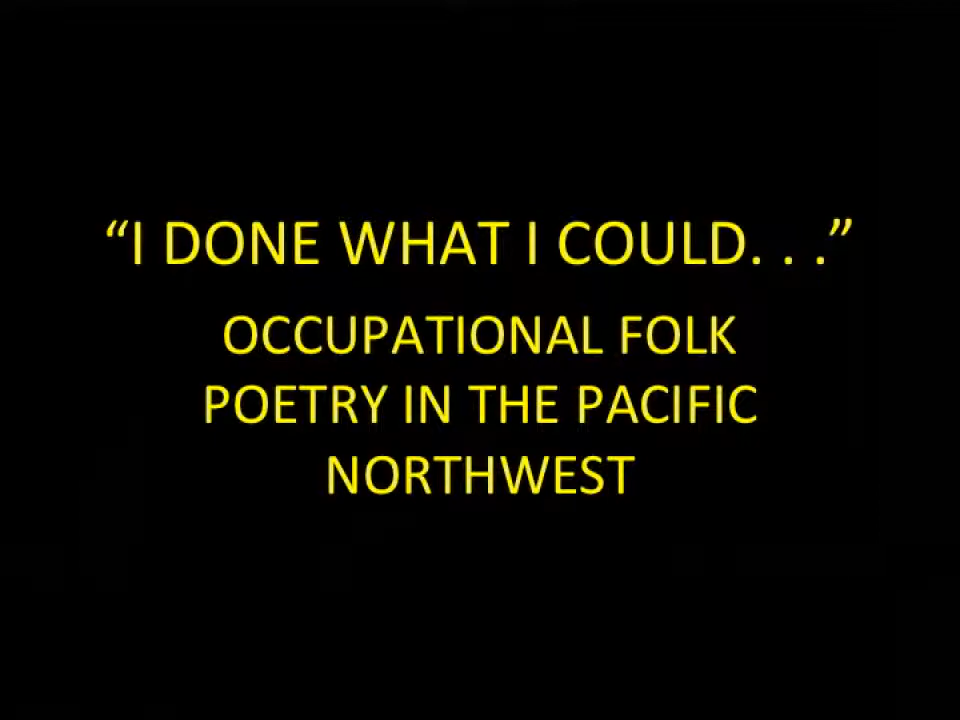 “I DONE WHAT I COULD. . .”
OCCUPATIONAL FOLK
POETRY IN THE PACIFIC
NORTHWEST